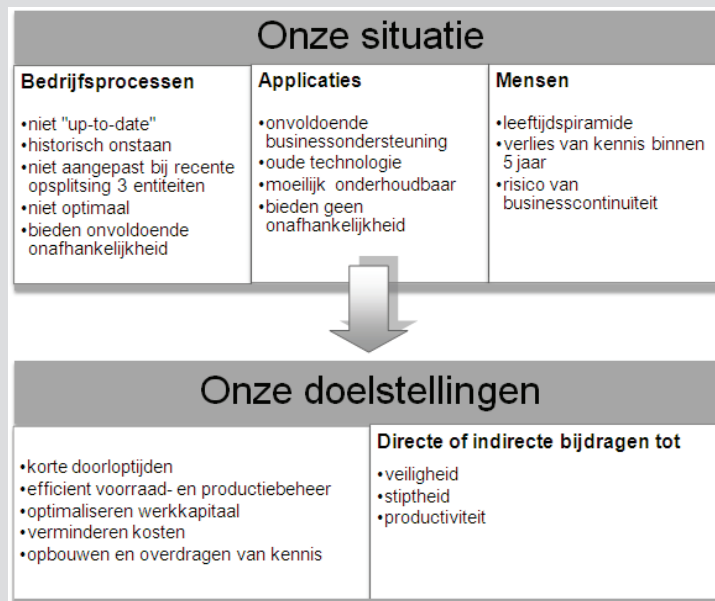 Onze situatie
Bedrijfsprocessen
•niet "up-to-date"
•historisch onstaan
•niet aangepast bij recente
opsplitsing 3 entiteiten
•niet optimaal
•bieden onvoldoende
onafhankelijkheid
Applicaties
•onvoldoende
businessondersteuning
•oude technologie
•moeilijk onderhoudbaar
•bieden geen
onafhankelijkheid
Mensen
•leeftijdspiramide
•verlies van kennis binnen
5 jaar
•risico van
businesscontinuïteit
Onze doelstellingen
•korte doorloptijden
•efficient voorraad- en productiebeheer
•optimaliseren werkkapitaal
•verminderen kosten
•opbouwen en overdragen van kennis
Directe of indirecte bijdragen tot
•veiligheid
•stiptheid
•productiviteit